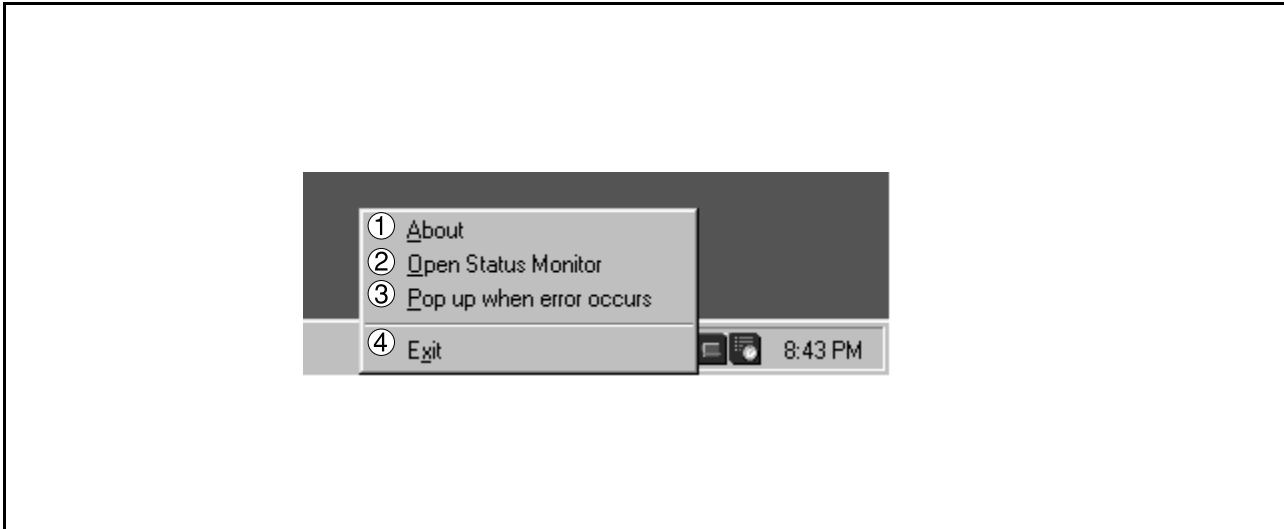 ① About
② Open Status Monitor
③ Pop up when error occurs
④ Exit
8:43 PM